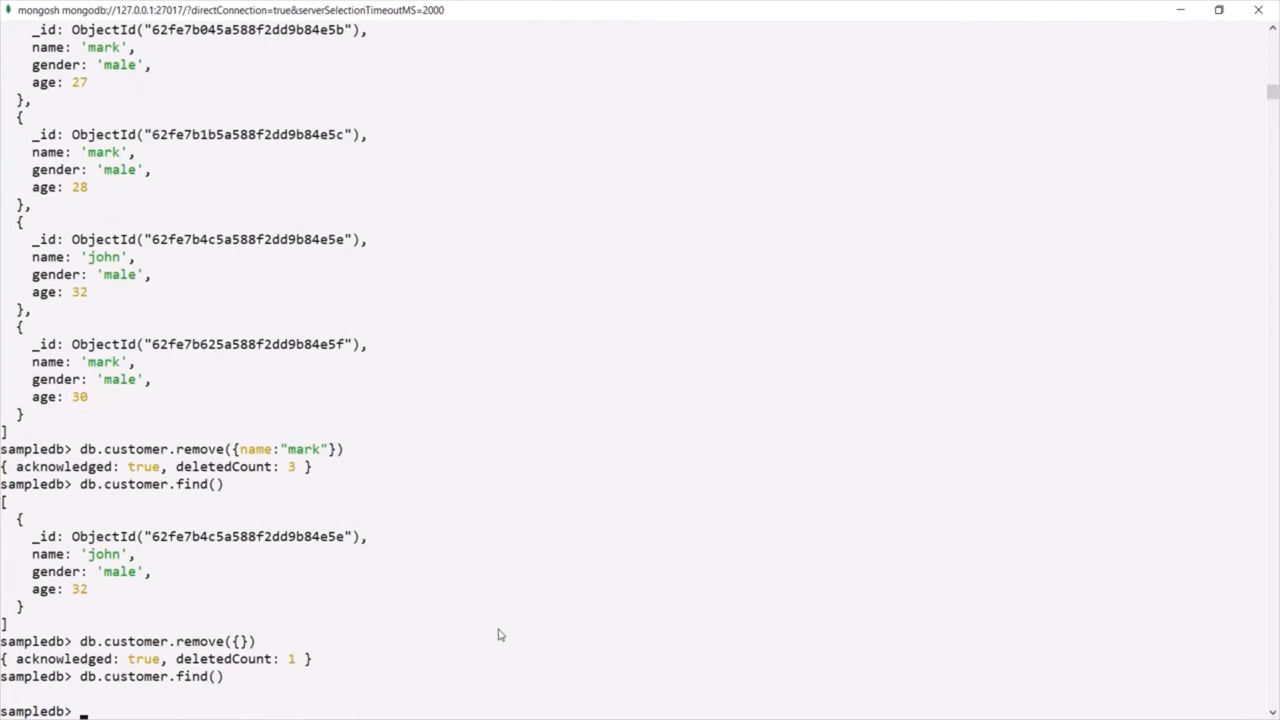 mongosh mongodb://127.0.0.1:27017/?directConnection=true&serverSelectionTimeoutMS=2000
    _id: ObjectId("62fe7b045a588f2dd9b84e5b"),
    name: 'mark',
    gender: 'male',
    age: 27
  },
  {
    _id: ObjectId("62fe7b1b5a588f2dd9b84e5c"),
    name: 'mark',
    gender: 'male',
    age: 28
  },
  {
    _id: ObjectId("62fe7b4c5a588f2dd9b84e5e"),
    name: 'john',
    gender: 'male',
    age: 32
  },
  {
    _id: ObjectId("62fe7b625a588f2dd9b84e5f"),
    name: 'mark',
    gender: 'male',
    age: 30
  }
]
sampledb> db.customer.remove({name:"mark"})
{ acknowledged: true, deletedCount: 3 }
sampledb> db.customer.find()
[
  {
    _id: ObjectId("62fe7b4c5a588f2dd9b84e5e"),
    name: 'john',
    gender: 'male',
    age: 32
  }
]
sampledb> db.customer.remove({})
{ acknowledged: true, deletedCount: 1 }
sampledb> db.customer.find()
sampledb>